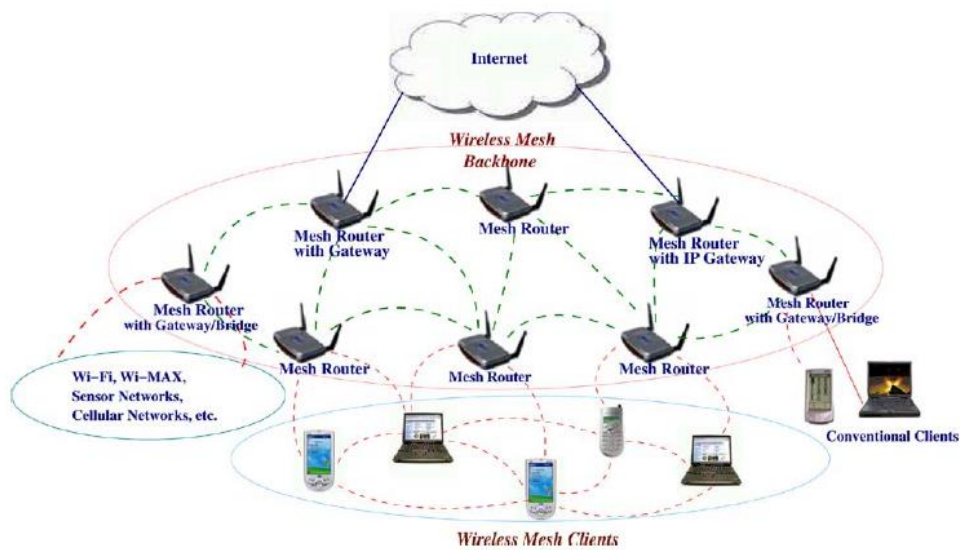 Internet
Wireless Mesh
Backbone
Mesh Router
with Gateway
Mesh Router
Mesh Router
with IP Gateway
Mesh Router
with Gateway/Bridge
Mesh Router
with Gateway/Bridge
Mesh Router
Mesh Router
Mesh Router
Wi-Fi, Wi-MAX,
Sensor Networks,
Cellular Networks, etc.
Conventional Clients
Wireless Mesh Clients